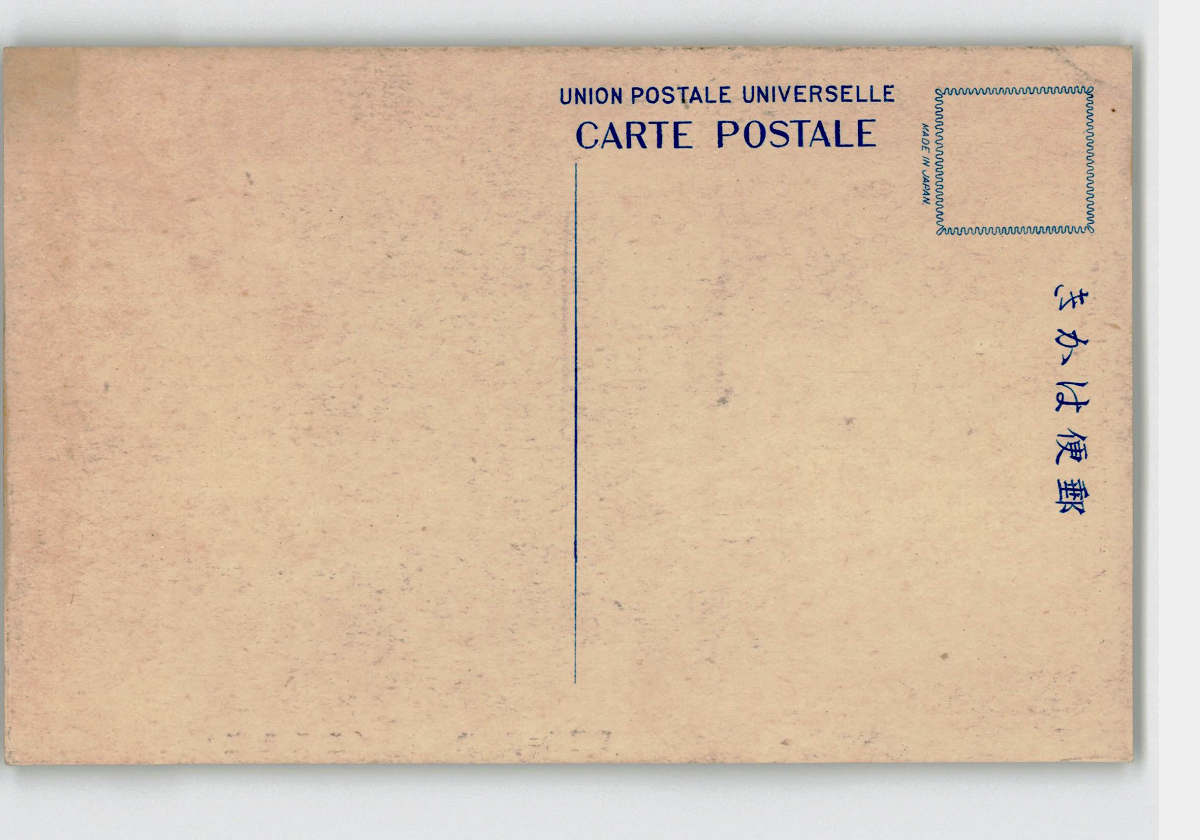 UNION POSTALE UNIVERSELLE
CARTE POSTALE
MADE IN JAPAN
郵便はかき